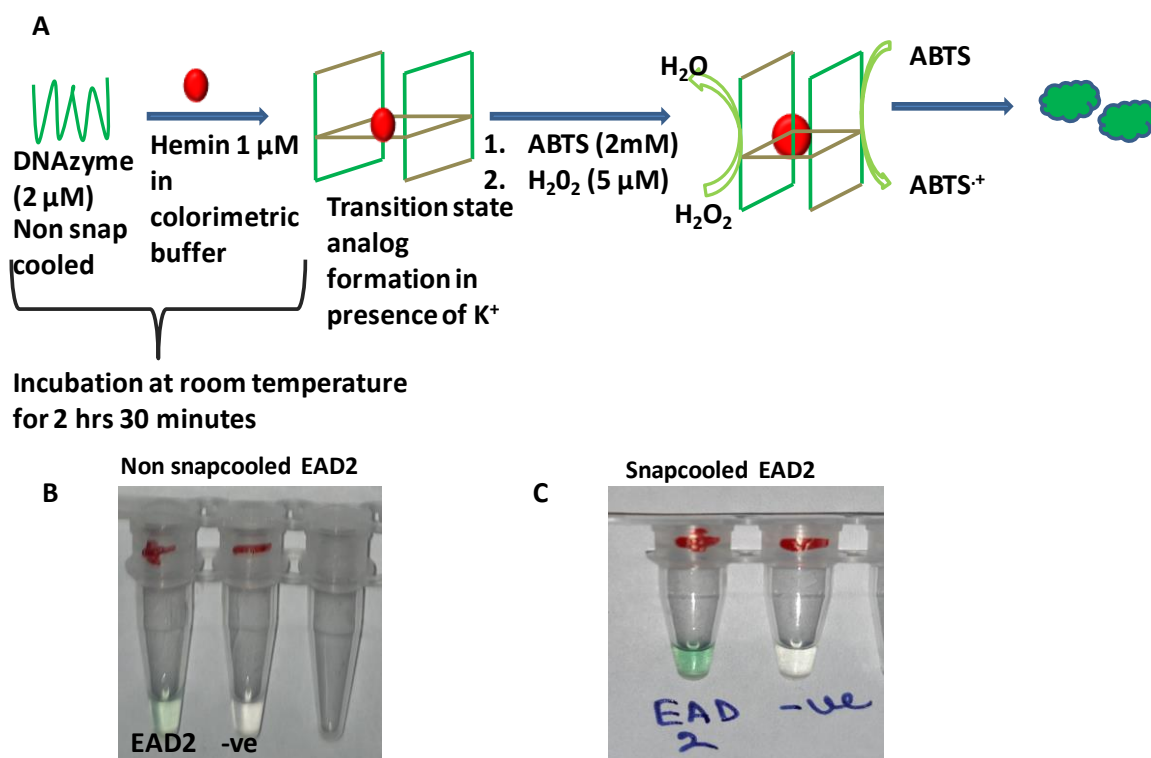 A
DNAzyme
(2 µM)
Non snap
cooled
Hemin 1 µM
in
colorimetric
buffer
Transition state
analog
formation in
presence of K⁺
1. ABTS (2mM)
2. H₂0₂ (5 µM)
H₂O
H₂O₂
ABTS
ABTS·⁺
Incubation at room temperature
for 2 hrs 30 minutes
B
Non snapcooled EAD2
EAD2 -ve
C
Snapcooled EAD2
EAD -ve
2